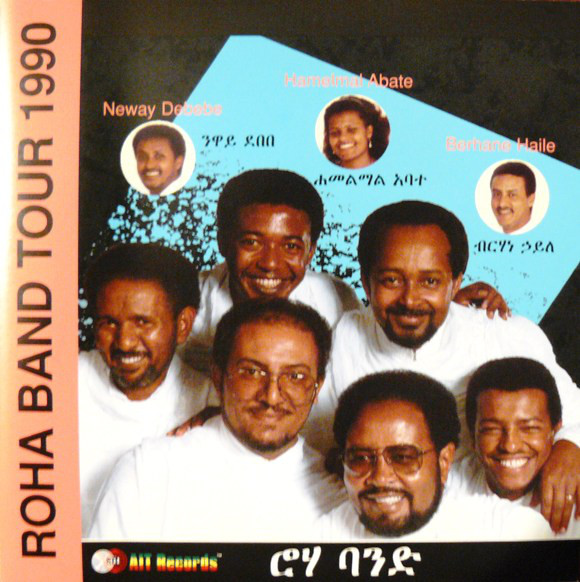 ROHA BAND TOUR 1990
Hamelmal Abate
Neway Debebe
ንዋይ ደበበ
Berhane Haile
ሐመልማል አባተ
ብርሃነ ኃይለ
AIT Records™
ሮሃ ባንድ